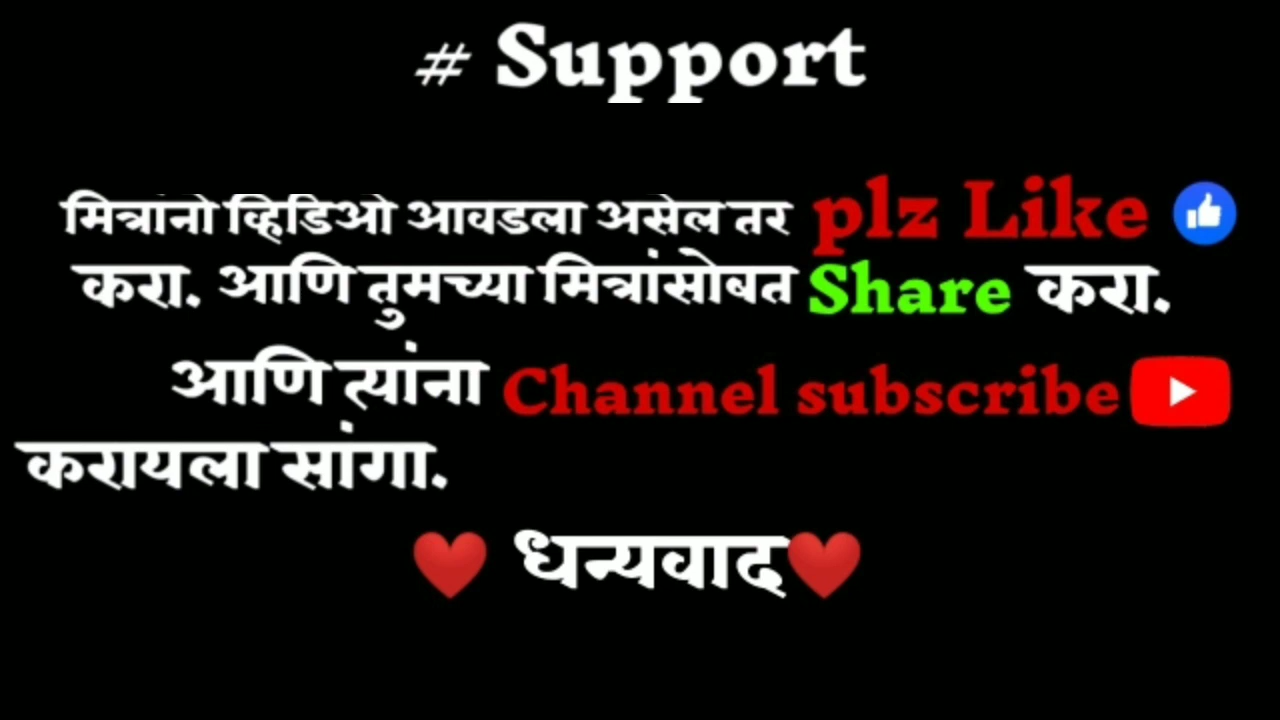 # Support
मित्रांनो व्हिडिओ आवडला असेल तर plz Like
करा. आणि तुमच्या मित्रांसोबत Share करा.
आणि त्यांना Channel subscribe
करायला सांगा.
धन्यवाद